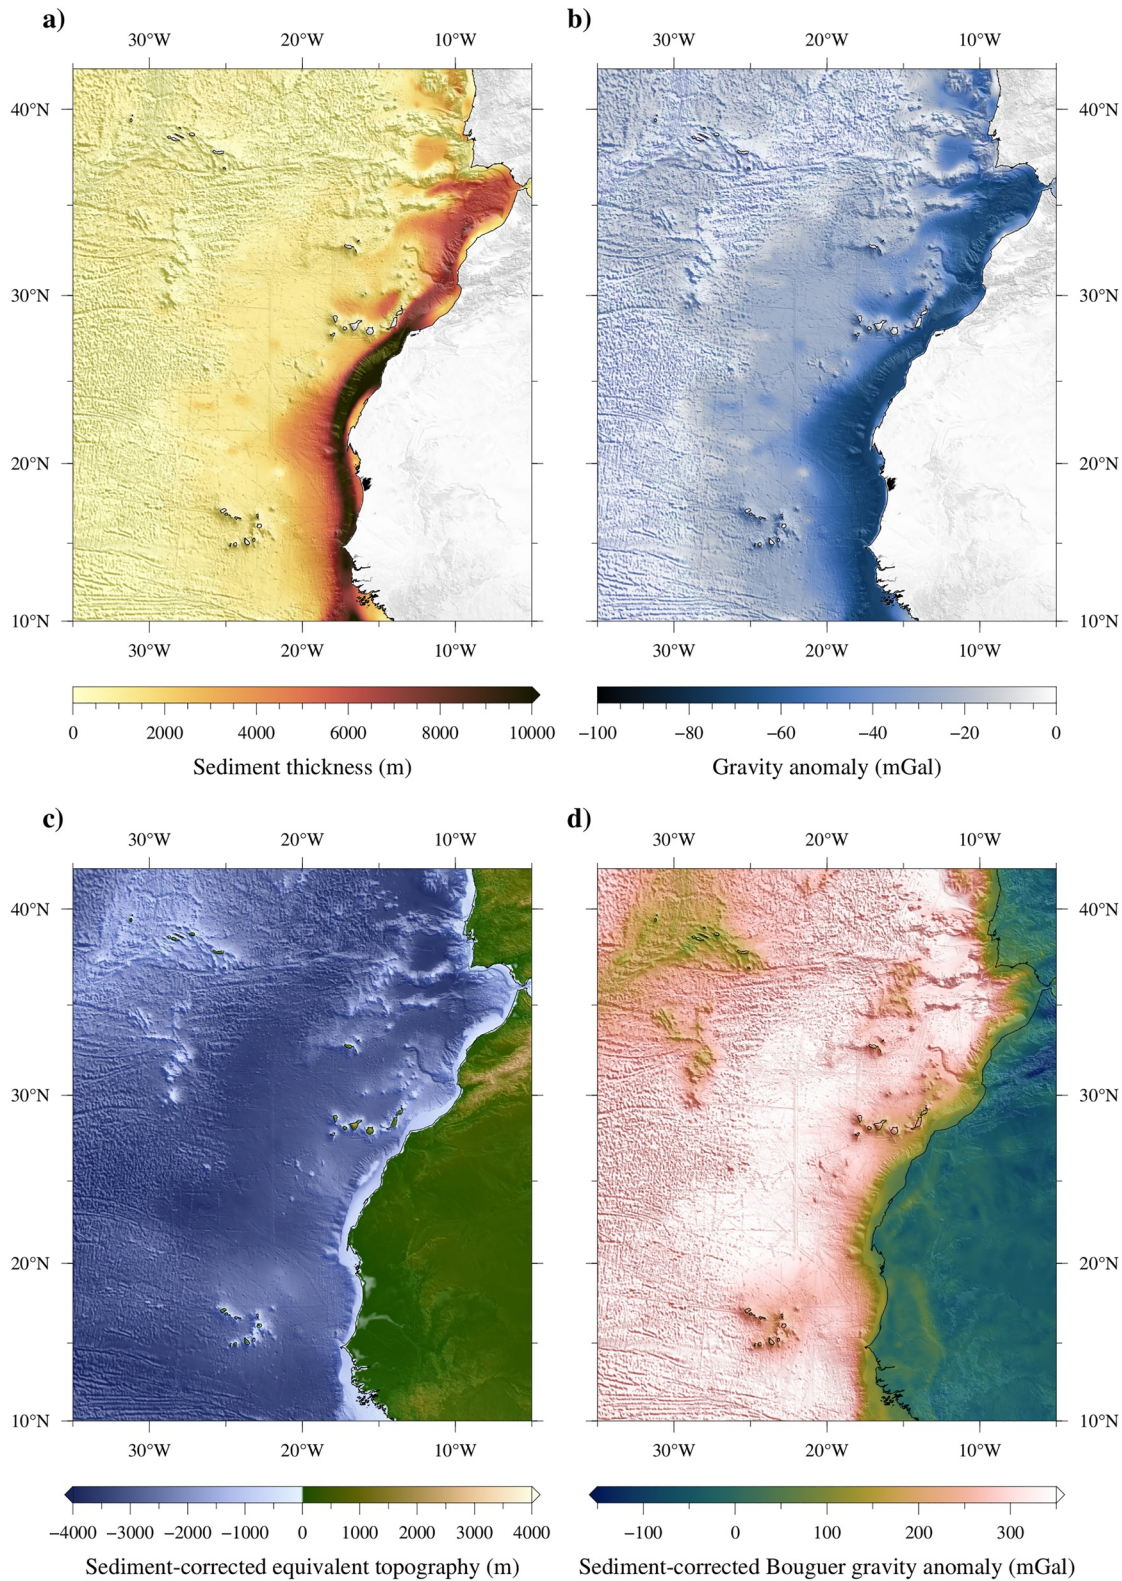 a) b)
30°W 20°W 10°W 30°W 20°W 10°W
40°N 40°N
30°N 30°N
20°N 20°N
10°N 10°N
30°W 20°W 10°W 30°W 20°W 10°W
0 2000 4000 6000 8000 10000 −100 −80 −60 −40 −20 0
Sediment thickness (m) Gravity anomaly (mGal)
c) d)
30°W 20°W 10°W 30°W 20°W 10°W
40°N 40°N
30°N 30°N
20°N 20°N
10°N 10°N
30°W 20°W 10°W 30°W 20°W 10°W
−4000 −3000 −2000 −1000 0 1000 2000 3000 4000 −100 0 100 200 300
Sediment-corrected equivalent topography (m) Sediment-corrected Bouguer gravity anomaly (mGal)